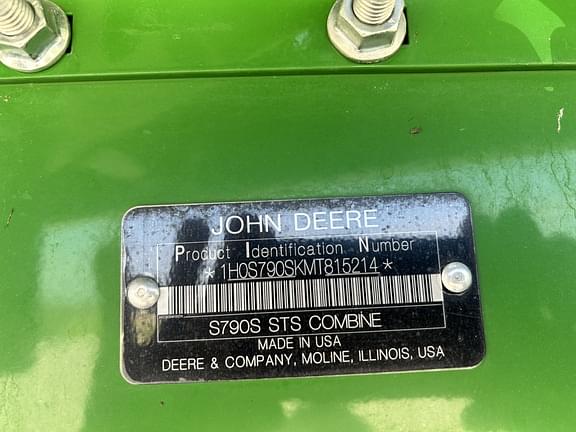 JOHN DEERE
Product Identification Number
*1H0S790SKMT815214*
S790S STS COMBINE
MADE IN USA
DEERE & COMPANY, MOLINE, ILLINOIS, USA